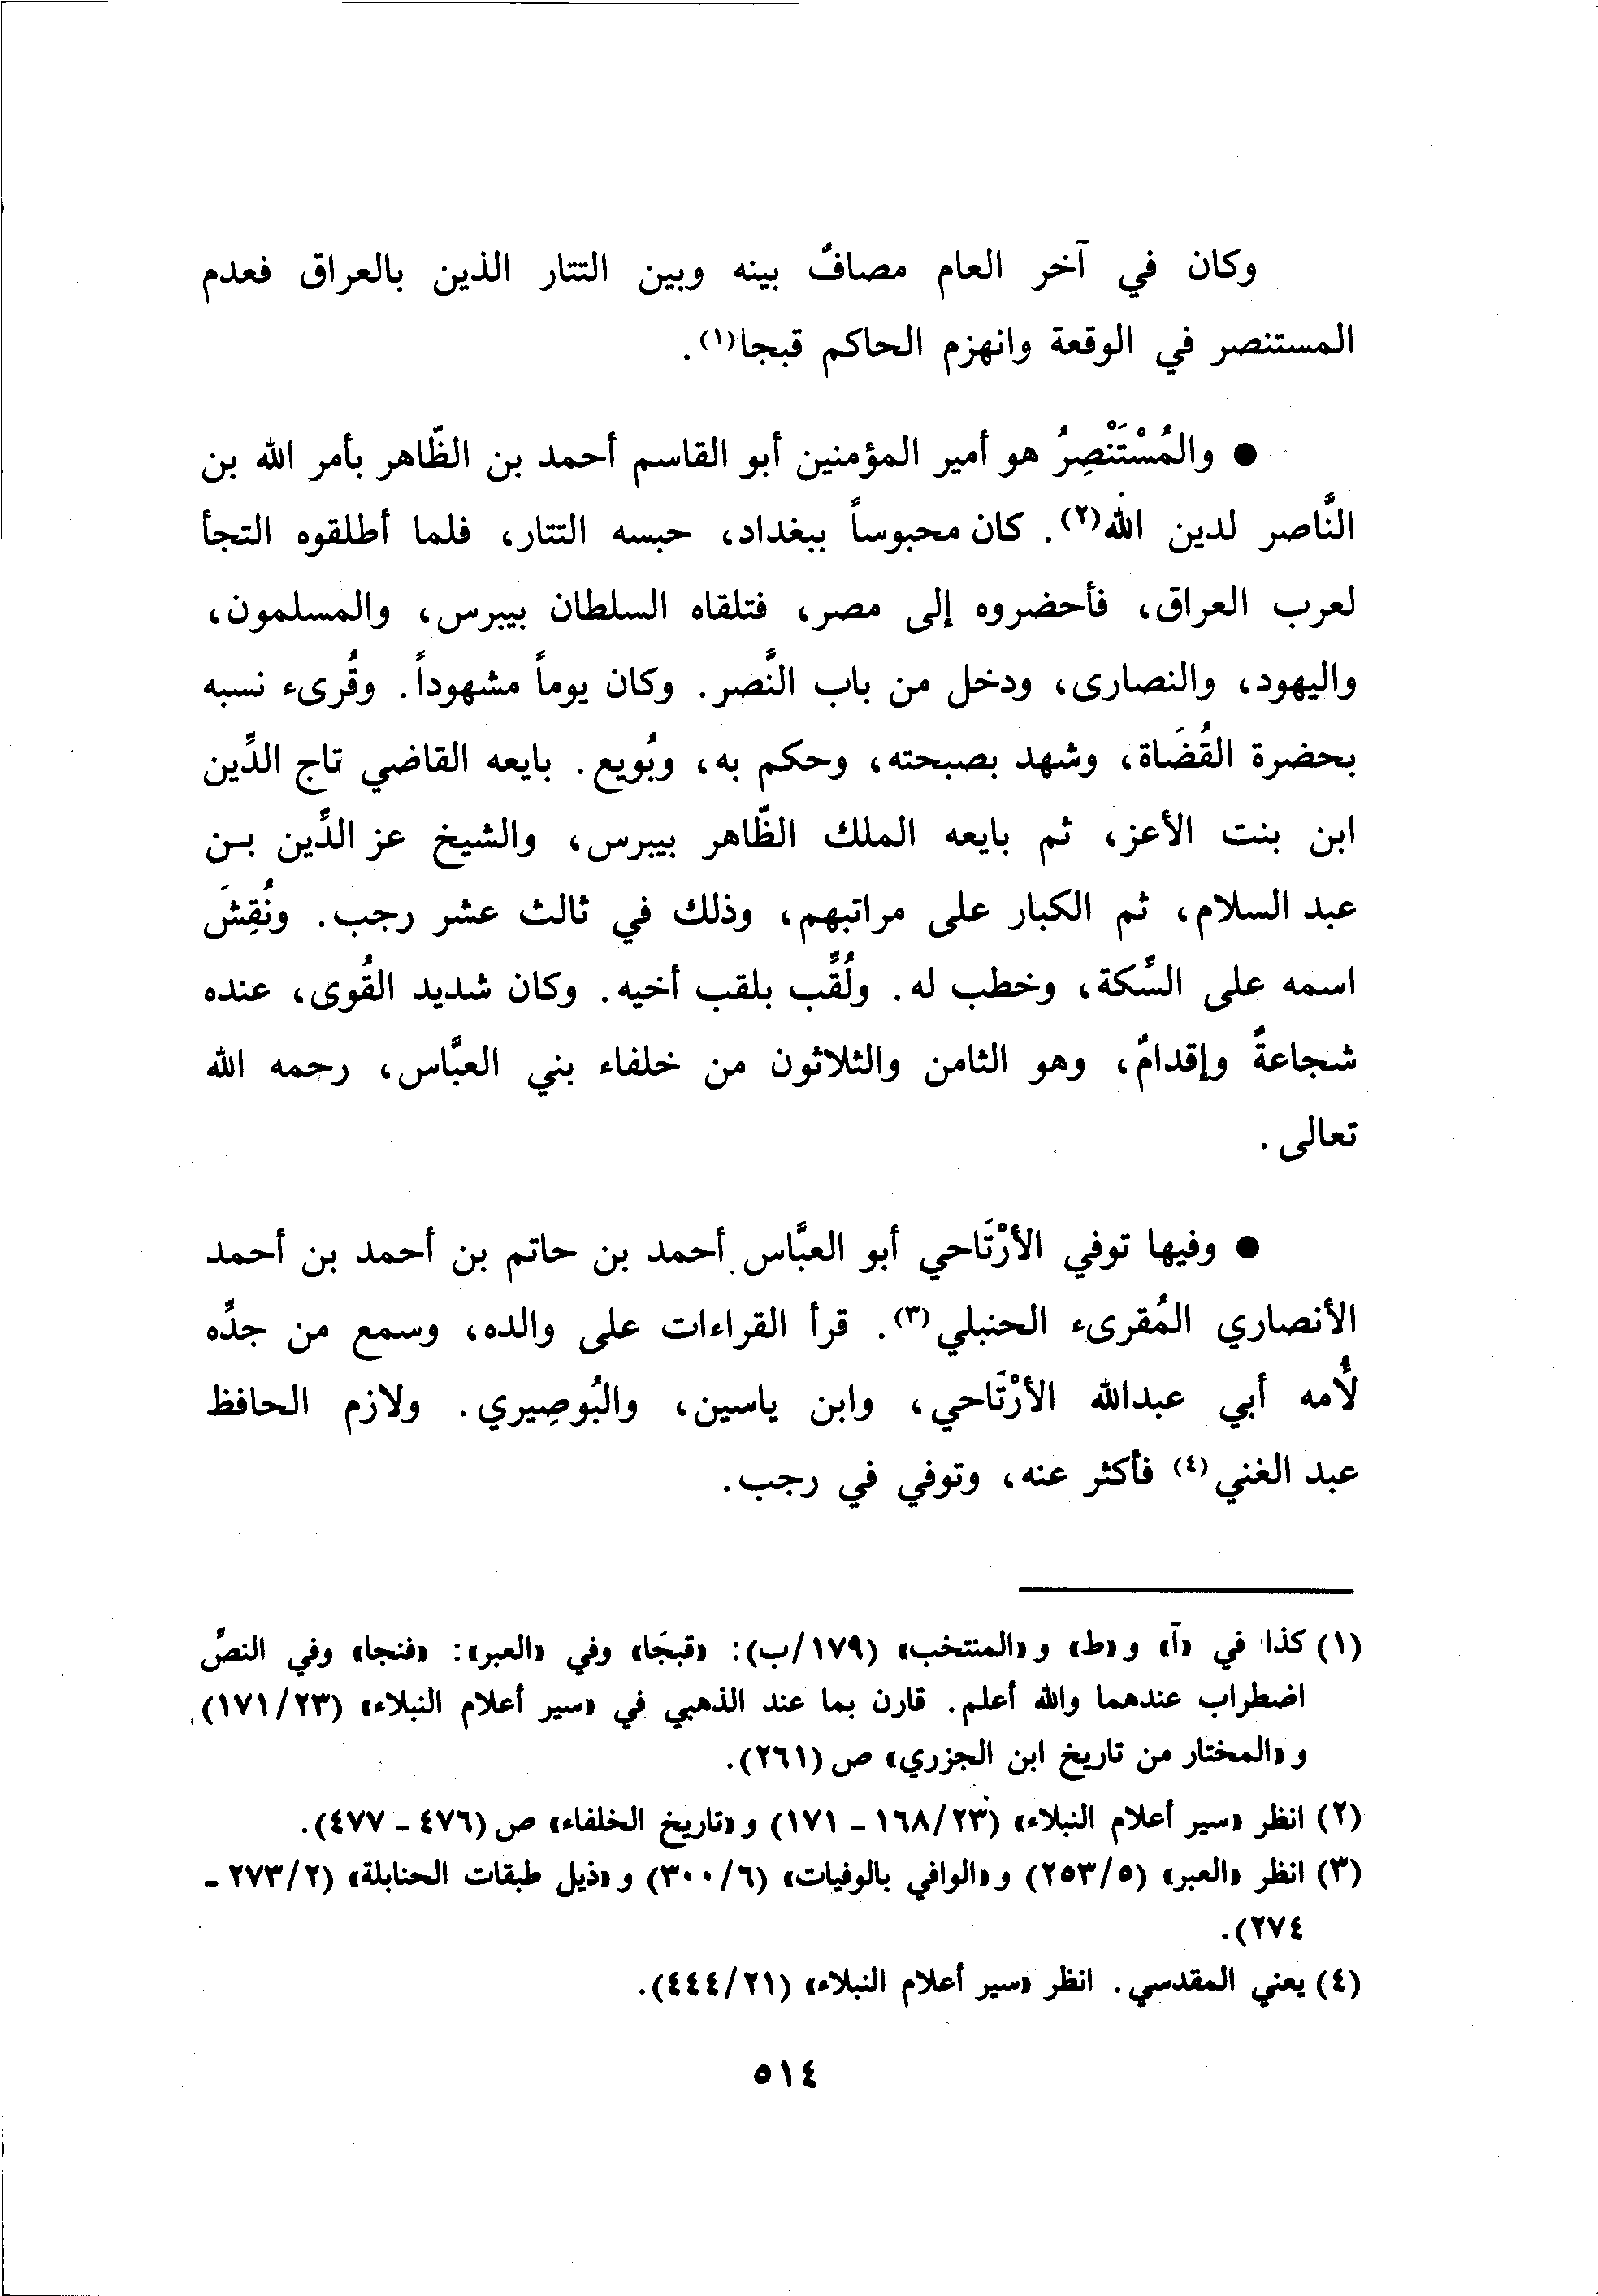 وكان في آخر العام مصافٌ بينه وبين التتار الذين بالعراق فعدم
المستنصر في الوقعة وانهزم الحاكم قبجا(١).
● والمُسْتَنْصِرُ هو أمير المؤمنين أبو القاسم أحمد بن الظّاهر بأمر الله بن
النَّاصر لدين الله(٢). كان محبوساً ببغداد، حبسه التتار، فلما أطلقوه التجأ
لعرب العراق، فأحضروه إلى مصر، فتلقاه السلطان بيبرس، والمسلمون،
واليهود، والنصارى، ودخل من باب النَّصر. وكان يوماً مشهوداً. وقُرىء نسبه
بحضرة القُضَاة، وشهد بصبحته، وحكم به، وبُويع. بايعه القاضي تاج الدِّين
ابن بنت الأعز، ثم بايعه الملك الظّاهر بيبرس، والشيخ عز الدِّين بـن
عبد السلام، ثم الكبار على مراتبهم، وذلك في ثالث عشر رجب. ونُقِشَ
اسمه على السِّكة، وخطب له. ولُقِّب بلقب أخيه. وكان شديد القُوى، عنده
شجاعةٌ وإقدامٌ، وهو الثامن والثلاثون من خلفاء بني العبَّاس، رحمه الله
تعالى.
● وفيها توفي الأَرْتَاحي أبو العبَّاس أحمد بن حاتم بن أحمد بن أحمد
الأنصاري المُقرىء الحنبلي(٣). قرأ القراءات على والده، وسمع من جدِّه
لأُمه أبي عبدالله الأَرْتَاحي، وابن ياسين، والبُوصِيري. ولازم الحافظ
عبد الغني(٤) فأكثر عنه، وتوفي في رجب.
(١) كذا في «آ» و«ط» و«المنتخب» (١٧٩/ب): «قبجَا» وفي «العبر»: «فنجا» وفي النصِّ
اضطراب عندهما والله أعلم. قارن بما عند الذهبي في «سير أعلام النبلاء» (١٧١/٢٣)
و«المختار من تاريخ ابن الجزري» ص (٢٦١).
(٢) انظر «سير أعلام النبلاء» (١٦٨/٢٣ - ١٧١) و«تاريخ الخلفاء» ص (٤٧٦ - ٤٧٧).
(٣) انظر «العبر» (٢٥٣/٥) و«الوافي بالوفيات» (٣٠٠/٦) و«ذيل طبقات الحنابلة» (٢٧٣/٢ -
٢٧٤).
(٤) يعني المقدسي. انظر «سير أعلام النبلاء» (٤٤٤/٢١).
٥١٤